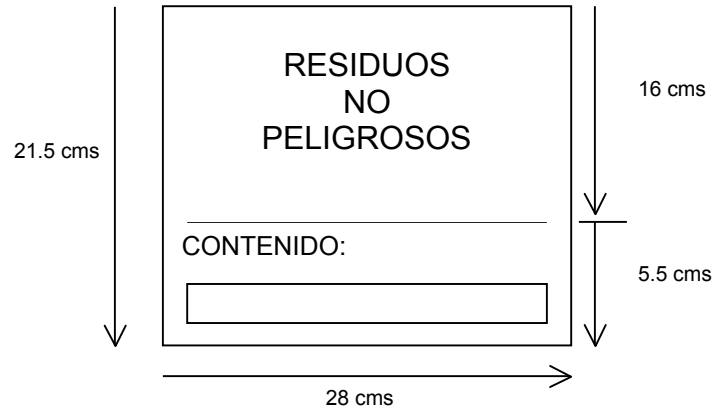 RESIDUOS
NO
PELIGROSOS
16 cms
21.5 cms
CONTENIDO:
5.5 cms
28 cms